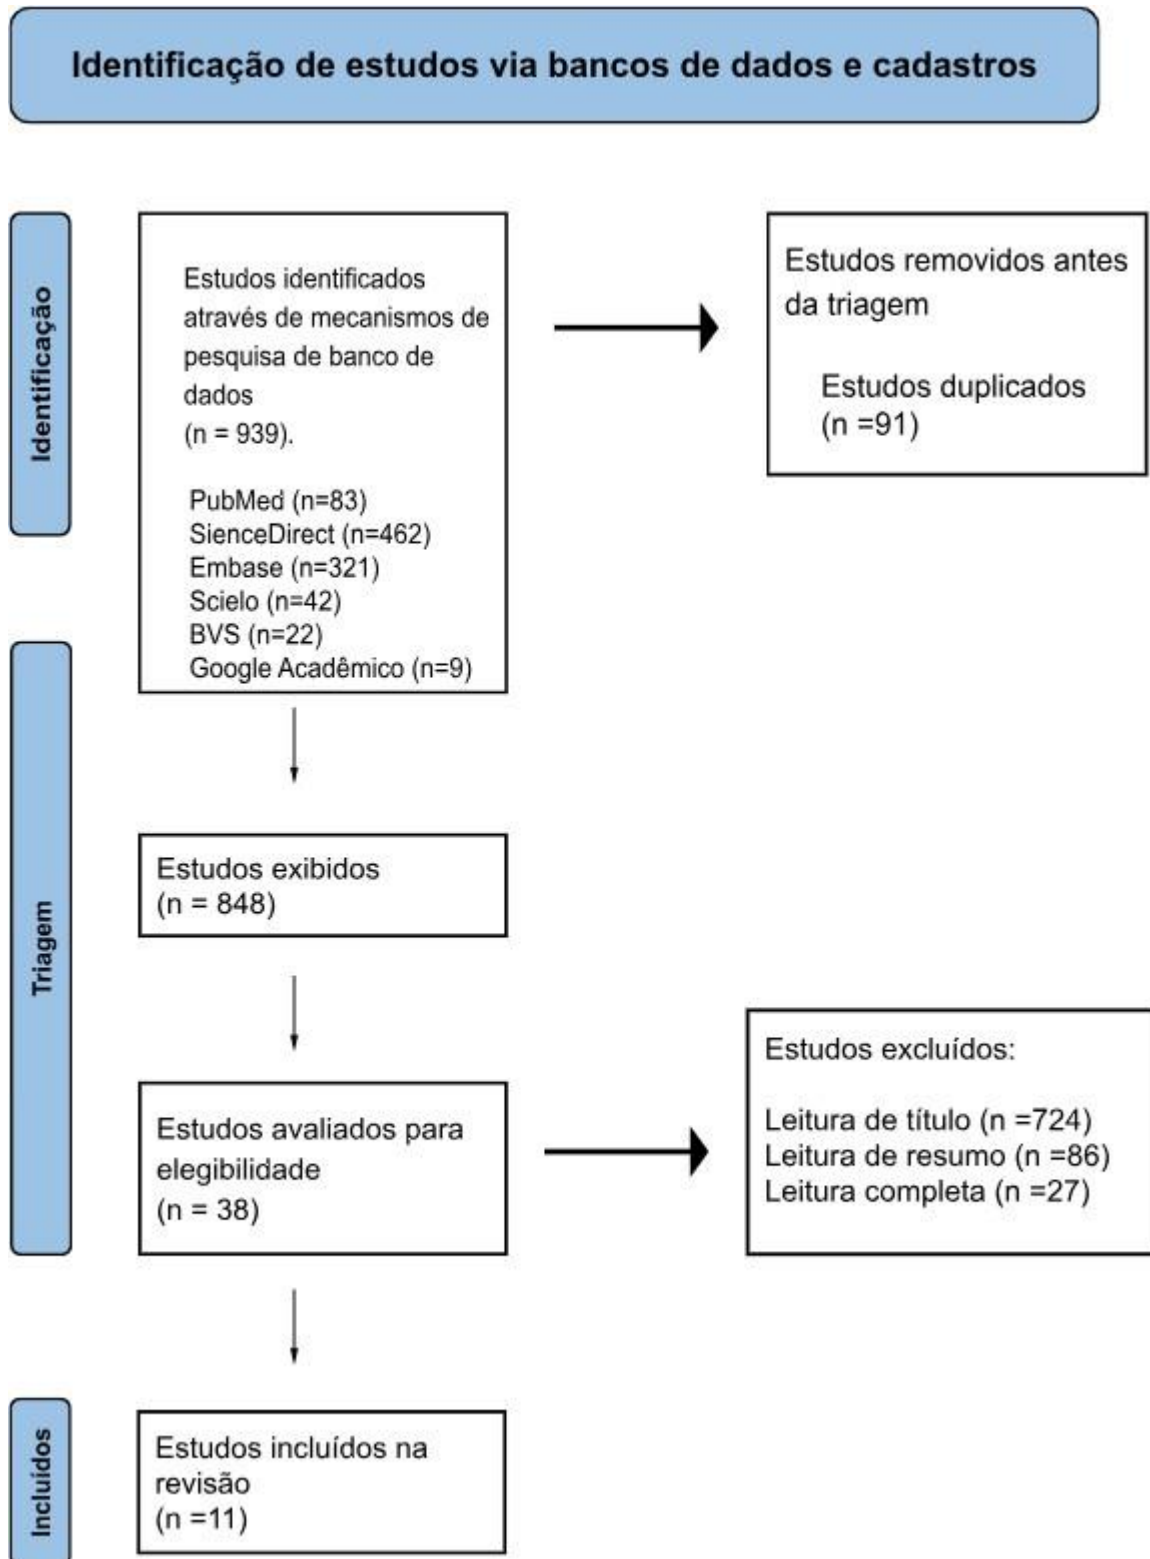 Identificação de estudos via bancos de dados e cadastros
Identificação
Estudos identificados
através de mecanismos de
pesquisa de banco de
dados
(n = 939).
PubMed (n=83)
SienceDirect (n=462)
Embase (n=321)
Scielo (n=42)
BVS (n=22)
Google Acadêmico (n=9)
Estudos removidos antes
da triagem
Estudos duplicados
(n =91)
Triagem
Estudos exibidos
(n = 848)
Estudos avaliados para
elegibilidade
(n = 38)
Estudos excluídos:
Leitura de título (n =724)
Leitura de resumo (n =86)
Leitura completa (n =27)
Incluídos
Estudos incluídos na
revisão
(n =11)